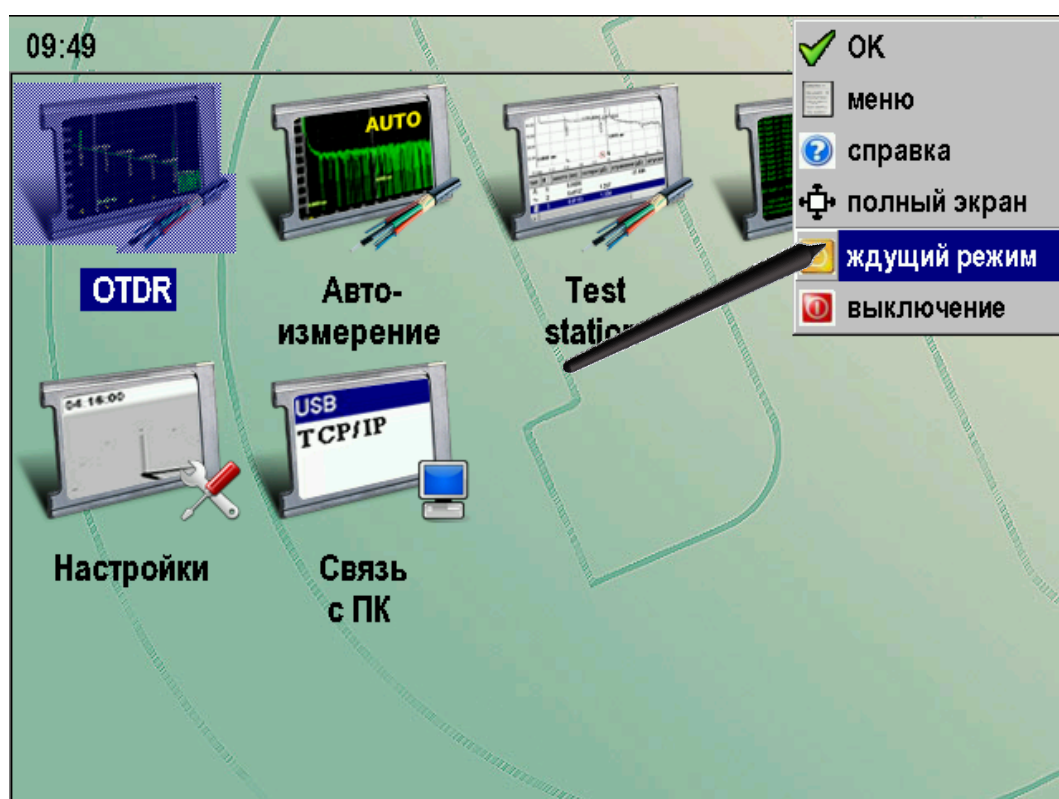 09:49
OK
меню
справка
полный экран
ждущий режим
выключение
AUTO
OTDR
Авто-
измерение
Test
station
04:16:00
USB
TCP/IP
Настройки
Связь
с ПК